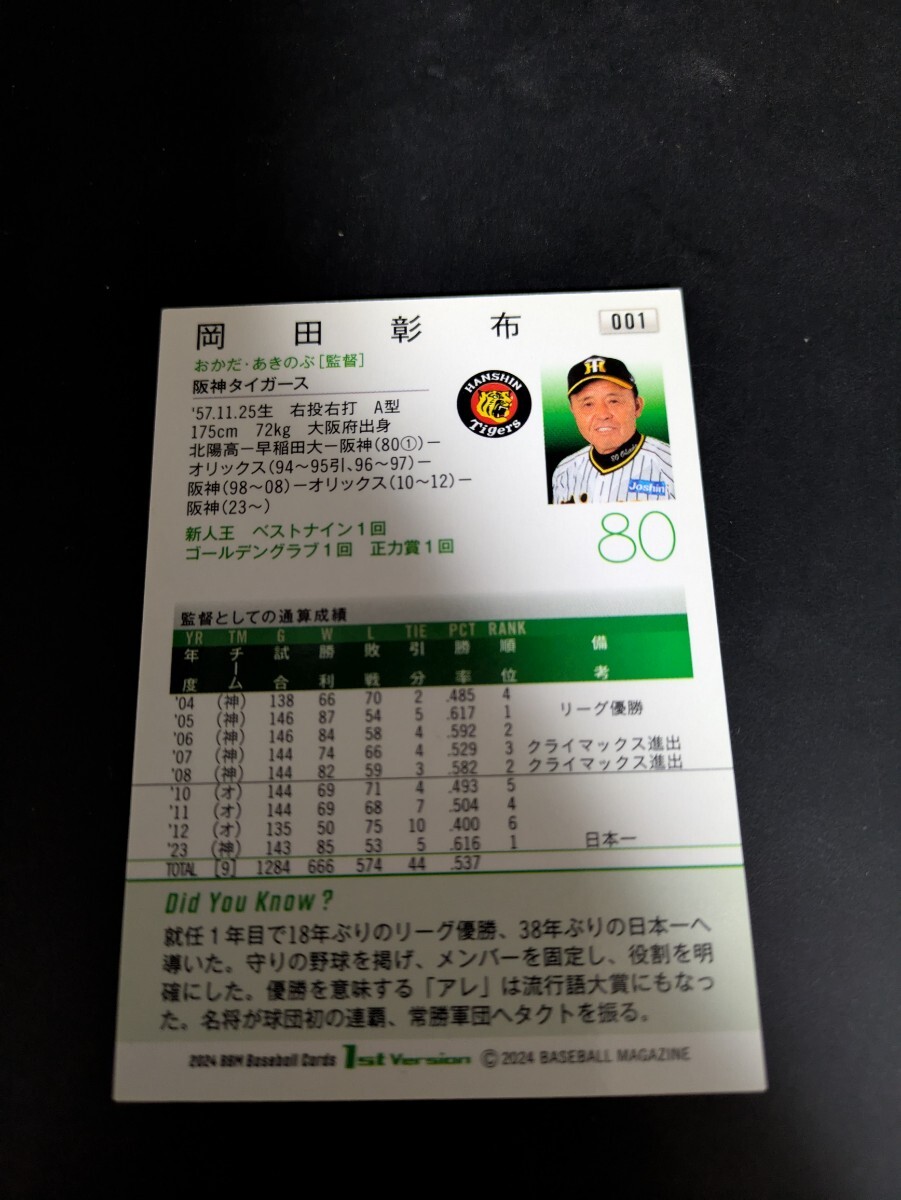 岡田彰布 001
おかだ・あきのぶ［監督］
阪神タイガース
HANSHIN Tigers
'57.11.25生 右投右打 A型
175cm 72kg 大阪府出身
北陽高－早稲田大－阪神(80①)－
オリックス(94〜95引、96〜97)－
阪神(98〜08)－オリックス(10〜12)－
阪神(23〜)
新人王 ベストナイン1回
ゴールデングラブ1回 正力賞1回
Joshin
80
監督としての通算成績
YR TM G W L TIE PCT RANK
年度 チーム 試合 勝利 敗戦 引分 勝率 順位 備考
'04 (神) 138 66 70 2 .485 4
'05 (神) 146 87 54 5 .617 1 リーグ優勝
'06 (神) 146 84 58 4 .592 2
'07 (神) 144 74 66 4 .529 3 クライマックス進出
'08 (神) 144 82 59 3 .582 2 クライマックス進出
'10 (オ) 144 69 71 4 .493 5
'11 (オ) 144 69 68 7 .504 4
'12 (オ) 135 50 75 10 .400 6
'23 (神) 143 85 53 5 .616 1 日本一
TOTAL [9] 1284 666 574 44 .537
Did You Know?
就任1年目で18年ぶりのリーグ優勝、38年ぶりの日本一へ
導いた。守りの野球を掲げ、メンバーを固定し、役割を明
確にした。優勝を意味する「アレ」は流行語大賞にもなっ
た。名将が球団初の連覇、常勝軍団へタクトを振る。
2024 BBM Baseball Cards 1st Version ©2024 BASEBALL MAGAZINE